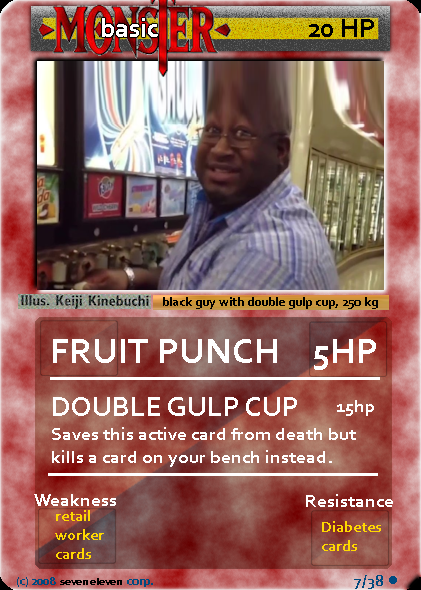 MONSTER
basic
20 HP
Illus. Keiji Kinebuchi
black guy with double gulp cup, 250 kg
FRUIT PUNCH 5HP
DOUBLE GULP CUP 15hp
Saves this active card from death but
kills a card on your bench instead.
Weakness
retail
worker
cards
Resistance
Diabetes
cards
(c) 2008 seveneleven corp.
7/38